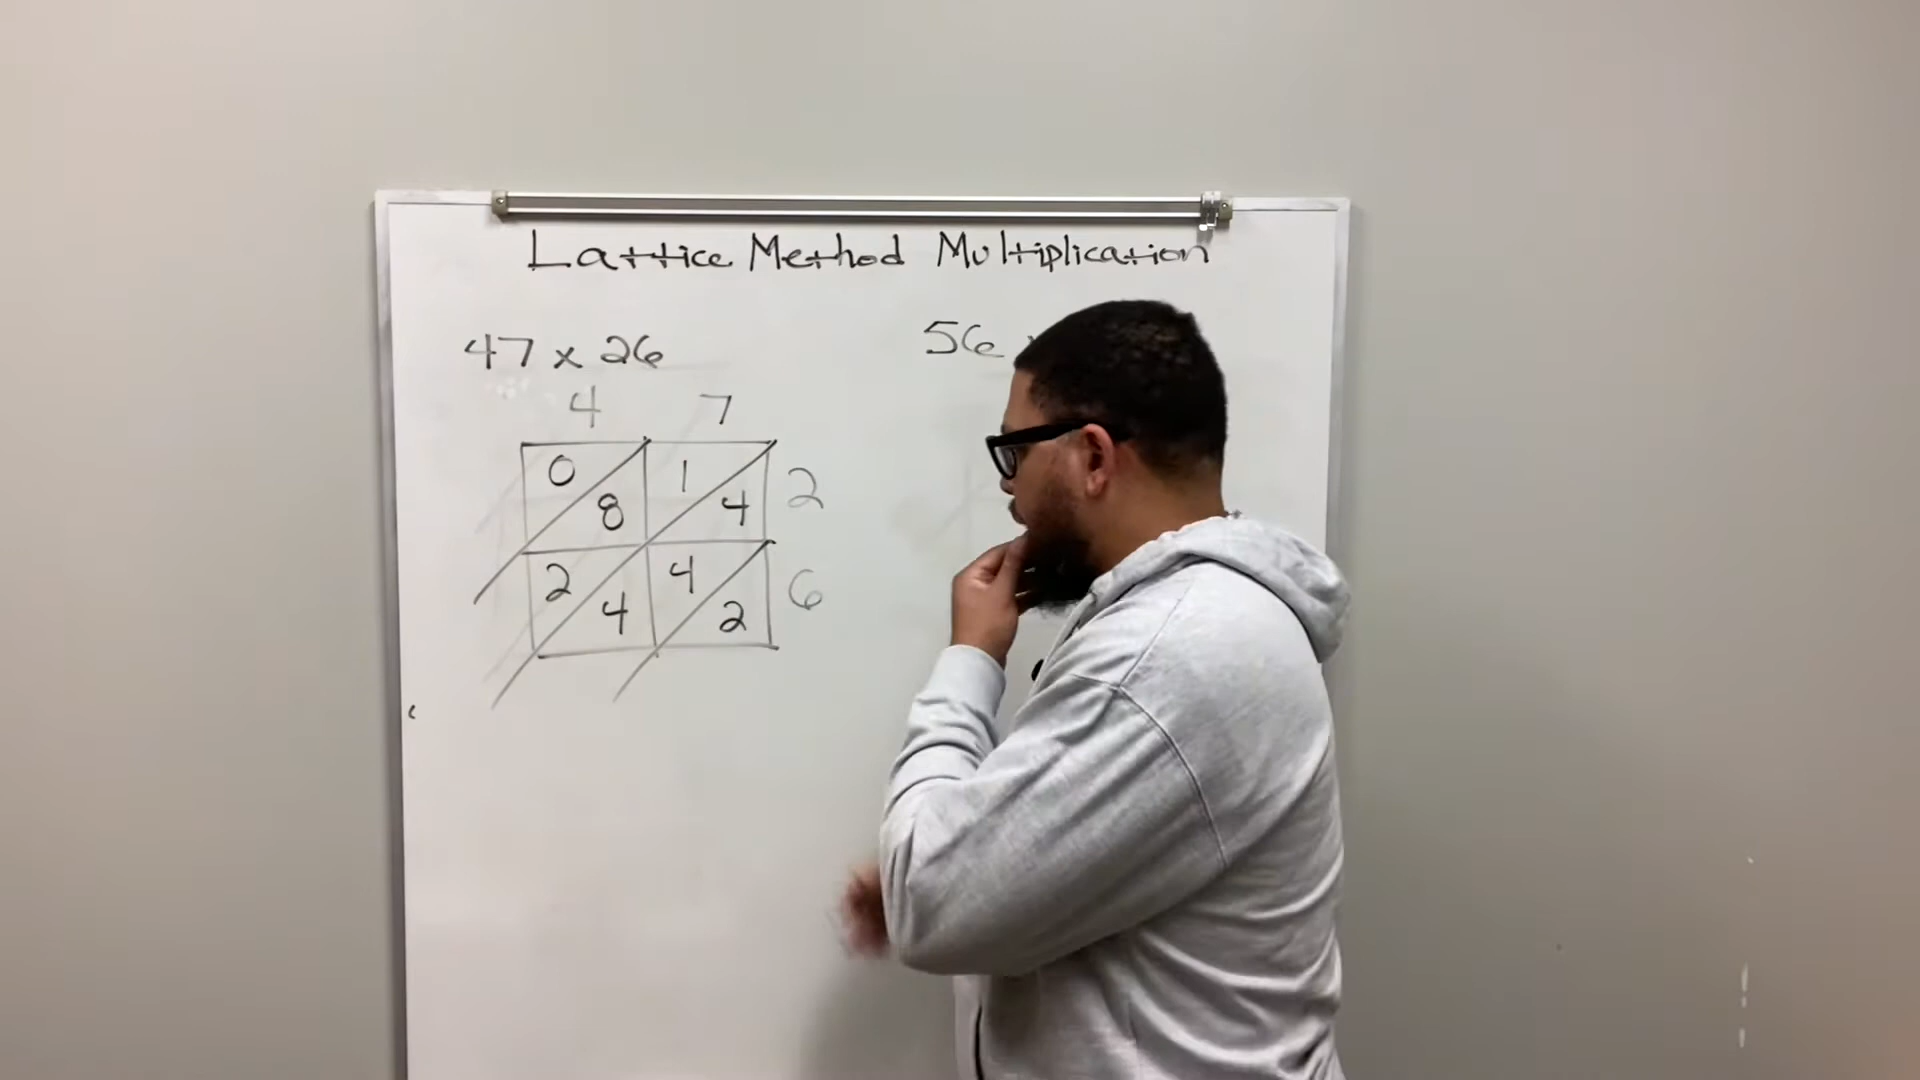 Lattice Method Multiplication
47 x 26
56
4 7
0 8 1 4 2
2 4 4 2 6